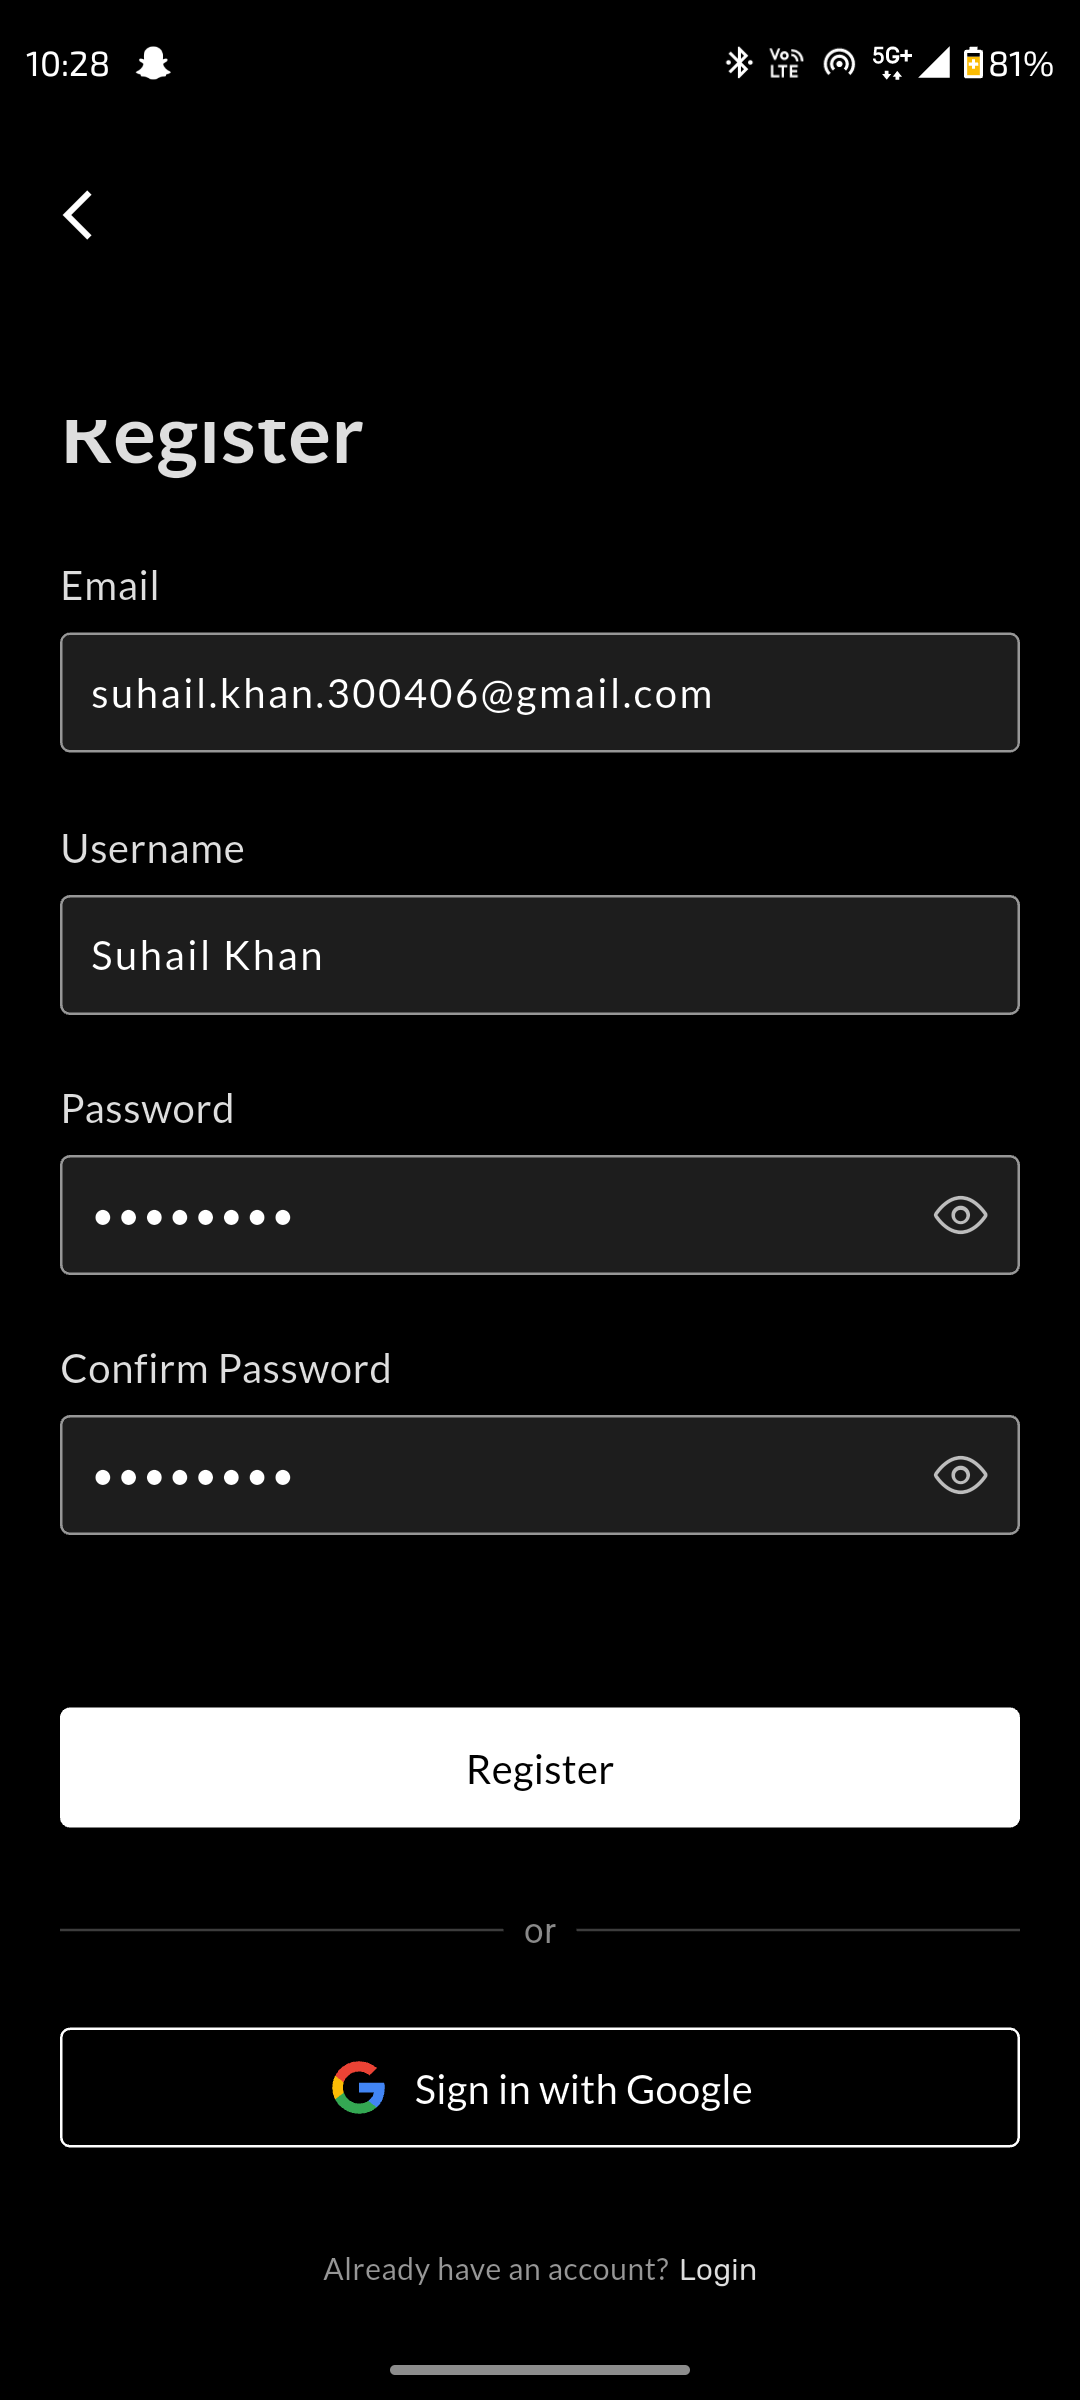 10:28 Vo LTE 5G+ 81%
Register
Email
suhail.khan.300406@gmail.com
Username
Suhail Khan
Password
••••••••
Confirm Password
••••••••
Register
or
Sign in with Google
Already have an account? Login